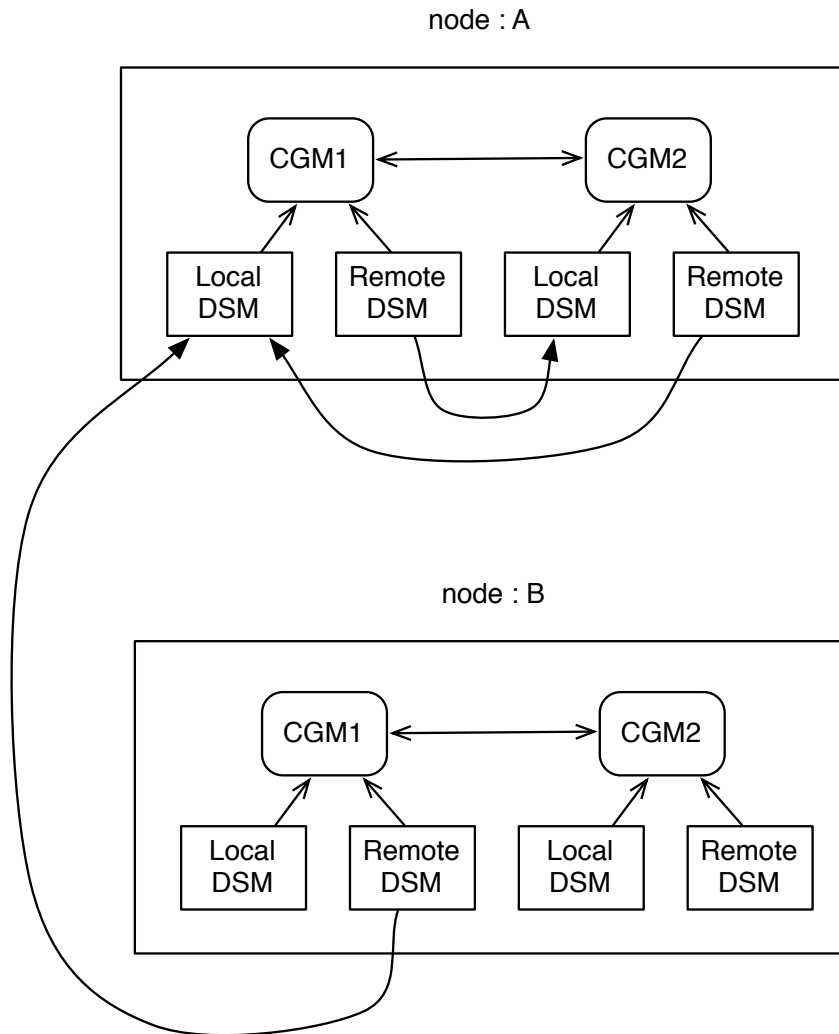 node : A
CGM1
CGM2
Local
DSM
Remote
DSM
Local
DSM
Remote
DSM
node : B
CGM1
CGM2
Local
DSM
Remote
DSM
Local
DSM
Remote
DSM